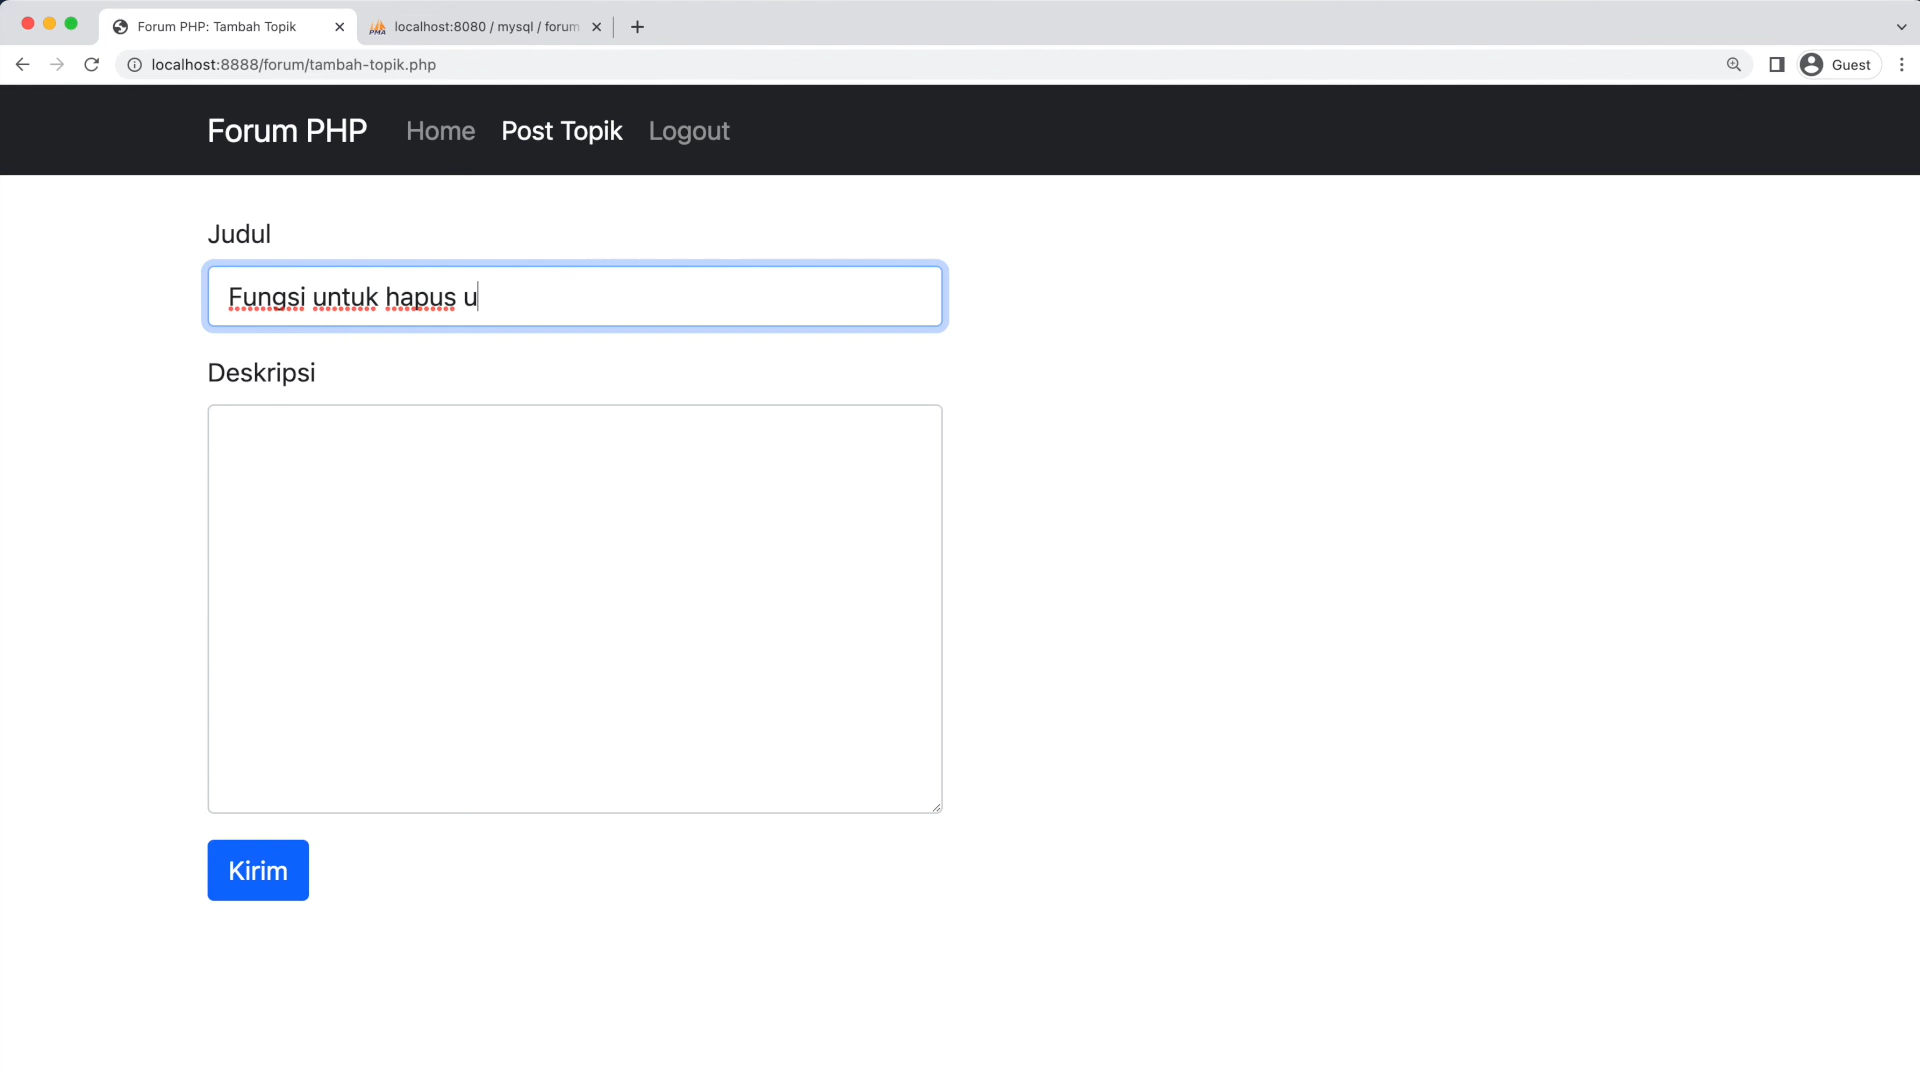 Forum PHP: Tambah Topik
localhost:8080 / mysql / forum
localhost:8888/forum/tambah-topik.php
Guest
Forum PHP Home Post Topik Logout
Judul
Fungsi untuk hapus u
Deskripsi
Kirim